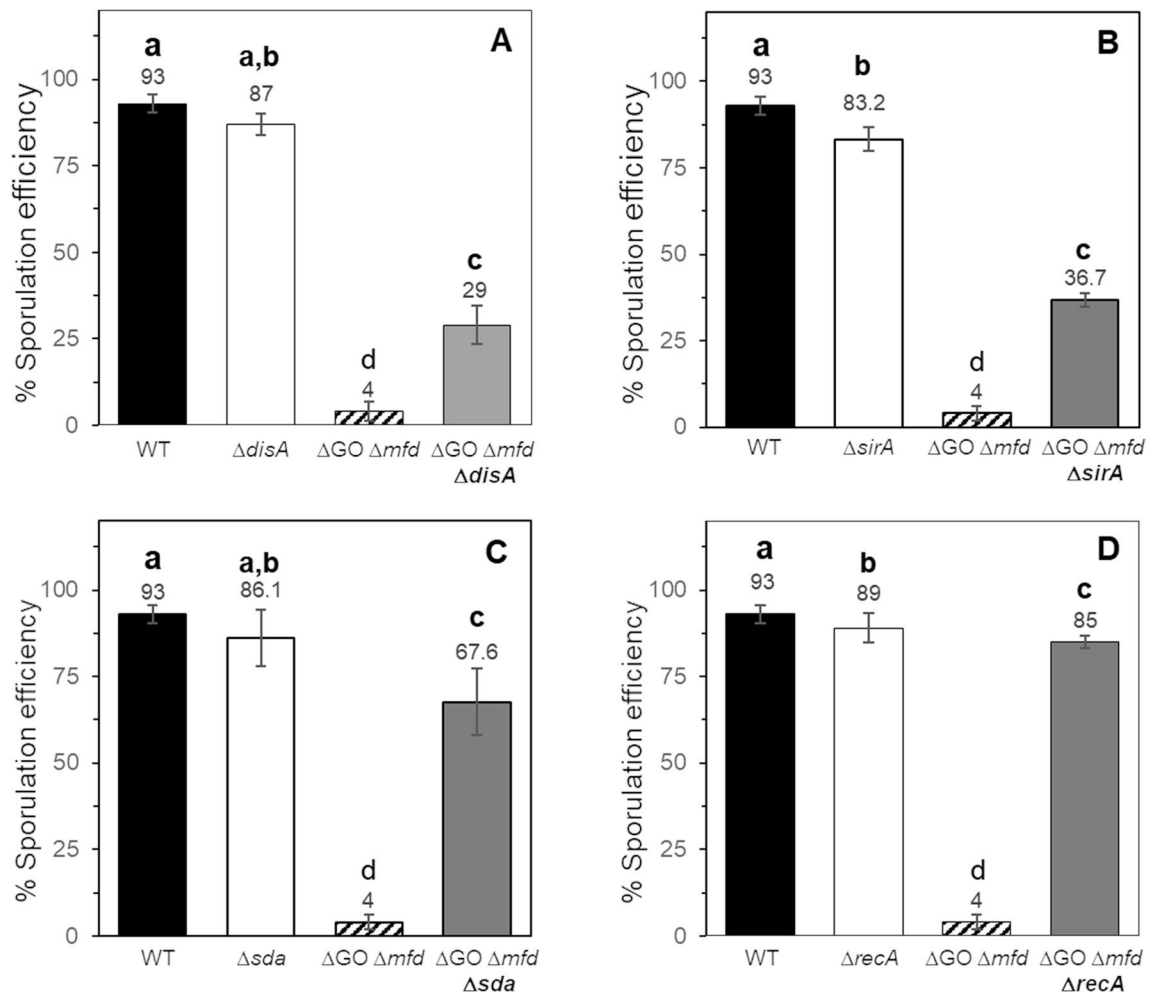 A
% Sporulation efficiency
100
75
50
25
0
a
93
a,b
87
d
4
c
29
WT
ΔdisA
ΔGO Δmfd
ΔGO Δmfd
ΔdisA
B
% Sporulation efficiency
100
75
50
25
0
a
93
b
83.2
d
4
c
36.7
WT
ΔsirA
ΔGO Δmfd
ΔGO Δmfd
ΔsirA
C
% Sporulation efficiency
100
75
50
25
0
a
93
a,b
86.1
d
4
c
67.6
WT
Δsda
ΔGO Δmfd
ΔGO Δmfd
Δsda
D
% Sporulation efficiency
100
75
50
25
0
a
93
b
89
d
4
c
85
WT
ΔrecA
ΔGO Δmfd
ΔGO Δmfd
ΔrecA